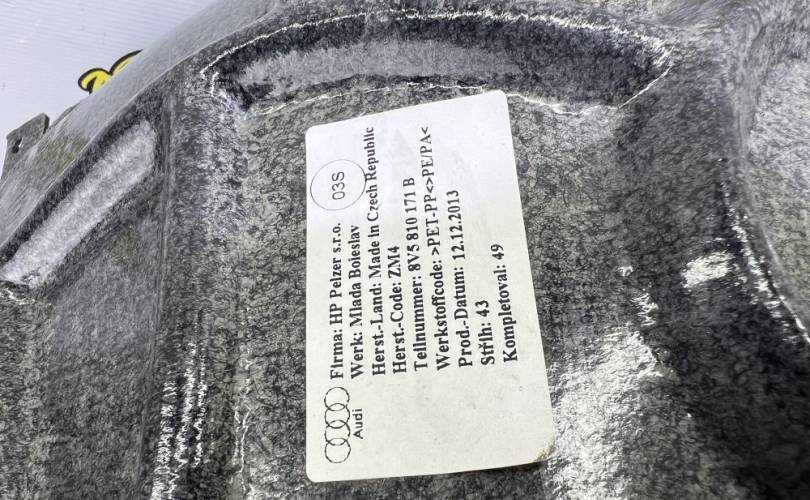 Audi
03S
Firma: HP Pelzer s.r.o.
Werk: Mlada Boleslav
Herst.-Land: Made in Czech Republic
Herst.-Code: ZM4
Teilnummer: 8V5 810 171 B
Werkstoffcode: >PET-PP<>PE/PA<
Prod.-Datum: 12.12.2013
Střih: 43
Kompletoval: 49